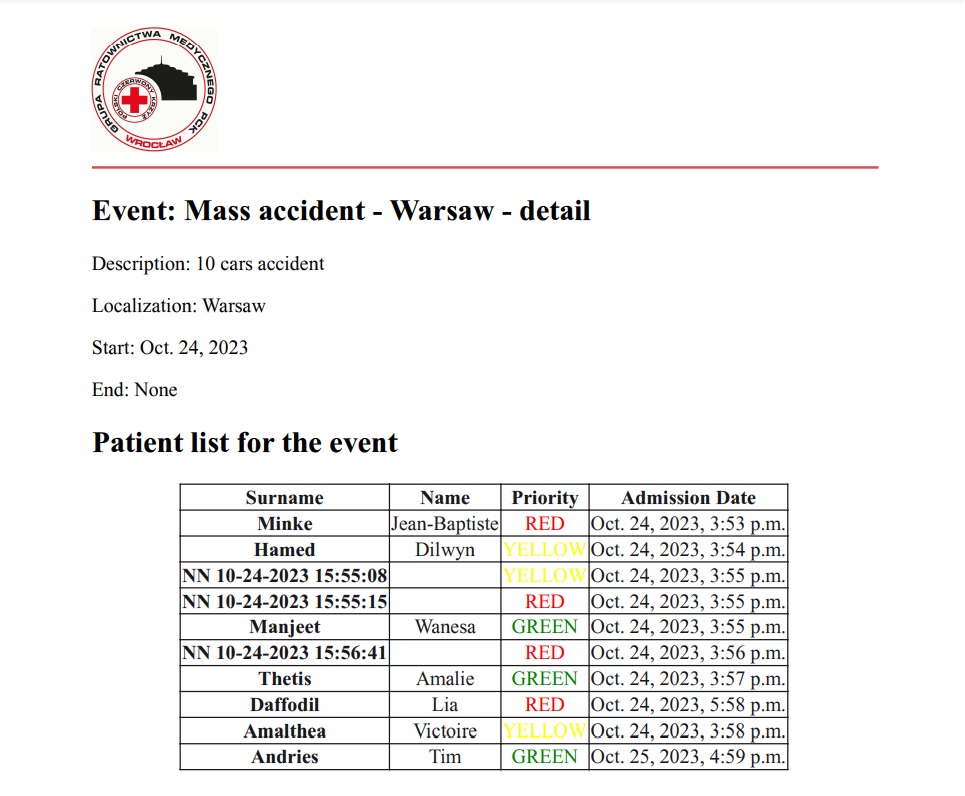 GRUPA RATOWNICTWA MEDYCZNEGO PCK
WROCŁAW
POLSKI CZERWONY KRZYŻ
Event: Mass accident - Warsaw - detail
Description: 10 cars accident
Localization: Warsaw
Start: Oct. 24, 2023
End: None
Patient list for the event
Surname Name Priority Admission Date
Minke Jean-Baptiste RED Oct. 24, 2023, 3:53 p.m.
Hamed Dilwyn YELLOW Oct. 24, 2023, 3:54 p.m.
NN 10-24-2023 15:55:08 YELLOW Oct. 24, 2023, 3:55 p.m.
NN 10-24-2023 15:55:15 RED Oct. 24, 2023, 3:55 p.m.
Manjeet Wanesa GREEN Oct. 24, 2023, 3:55 p.m.
NN 10-24-2023 15:56:41 RED Oct. 24, 2023, 3:56 p.m.
Thetis Amalie GREEN Oct. 24, 2023, 3:57 p.m.
Daffodil Lia RED Oct. 24, 2023, 5:58 p.m.
Amalthea Victoire YELLOW Oct. 24, 2023, 3:58 p.m.
Andries Tim GREEN Oct. 25, 2023, 4:59 p.m.